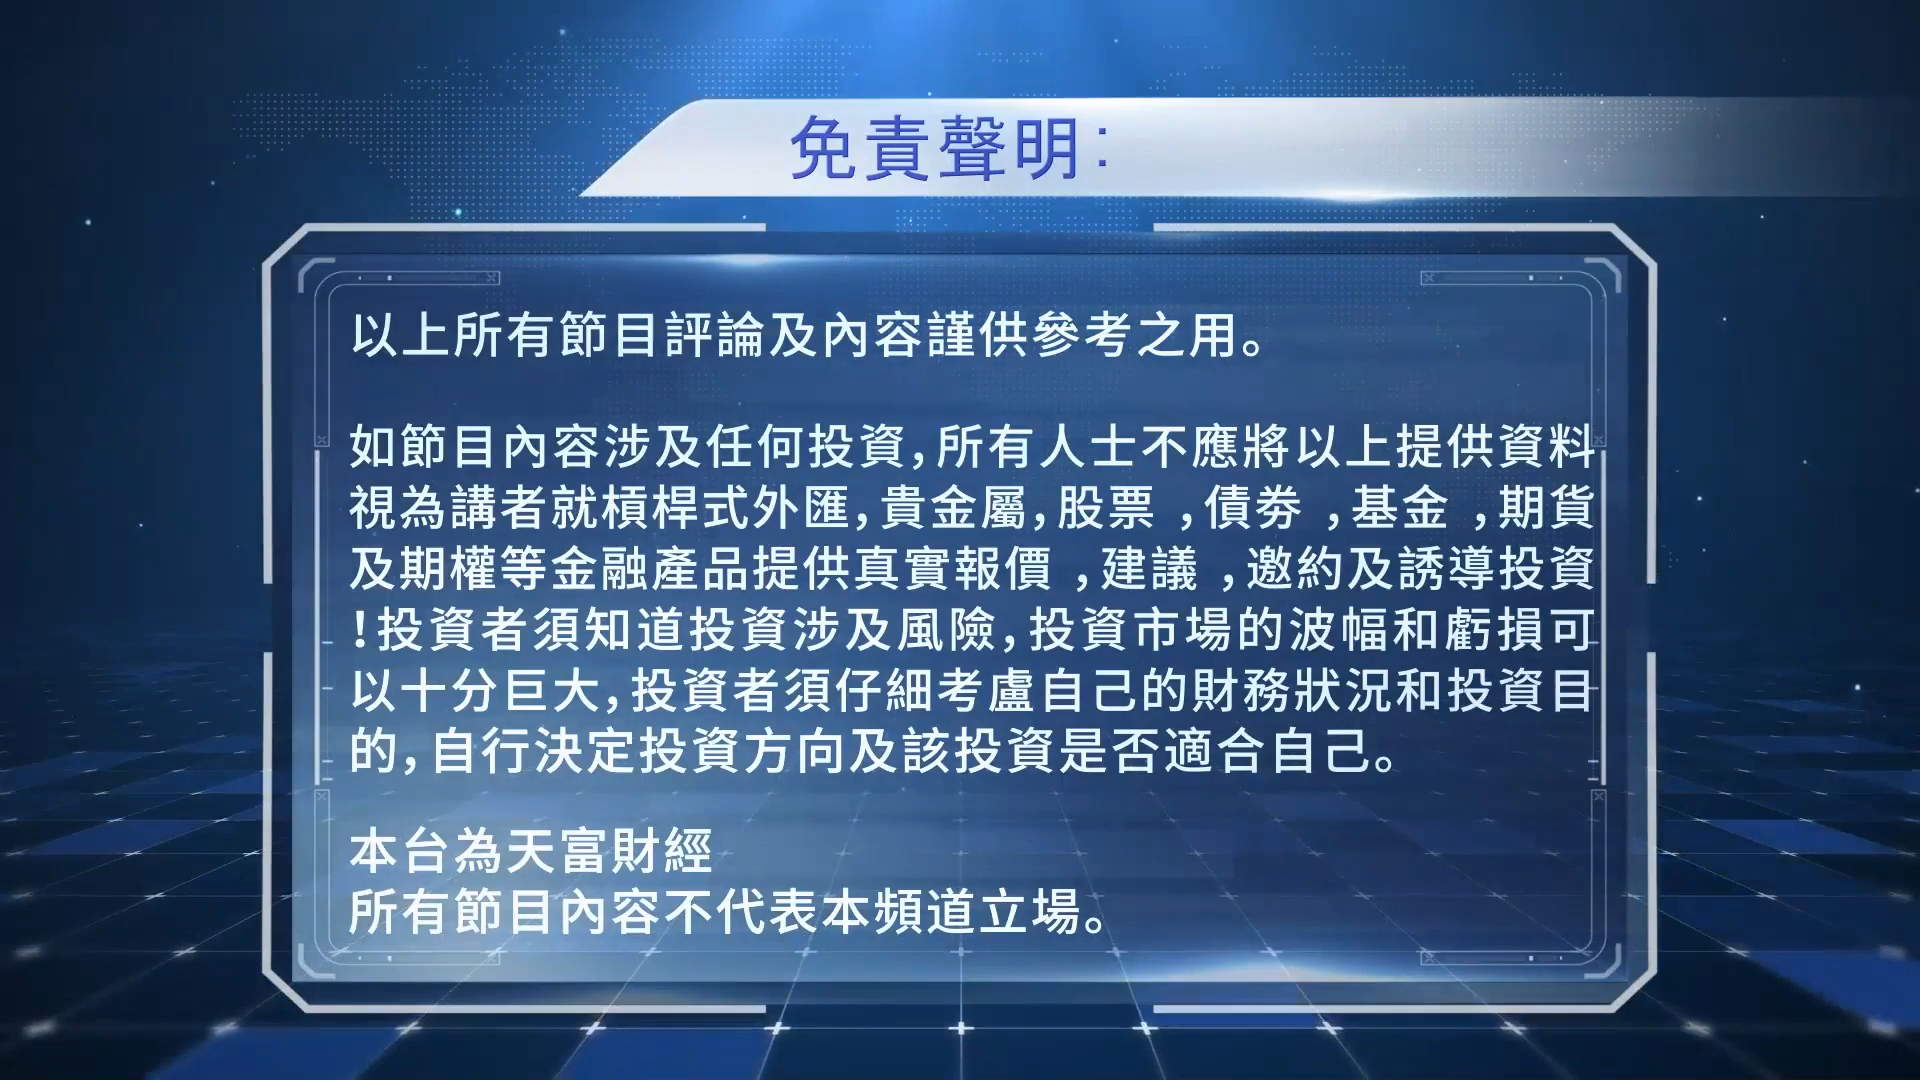 免責聲明：
以上所有節目評論及內容謹供參考之用。
如節目內容涉及任何投資，所有人士不應將以上提供資料
視為講者就槓桿式外匯，貴金屬，股票 ，債券 ，基金 ，期貨
及期權等金融產品提供真實報價 ，建議 ，邀約及誘導投資
！投資者須知道投資涉及風險，投資市場的波幅和虧損可
以十分巨大，投資者須仔細考盧自己的財務狀況和投資目
的，自行決定投資方向及該投資是否適合自己。
本台為天富財經
所有節目內容不代表本頻道立場。